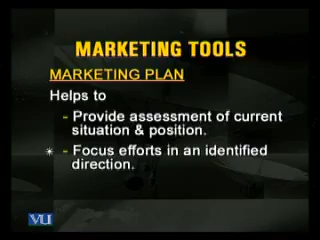 MARKETING TOOLS
MARKETING PLAN
Helps to
- Provide assessment of current
situation & position.
- Focus efforts in an identified
direction.
VU